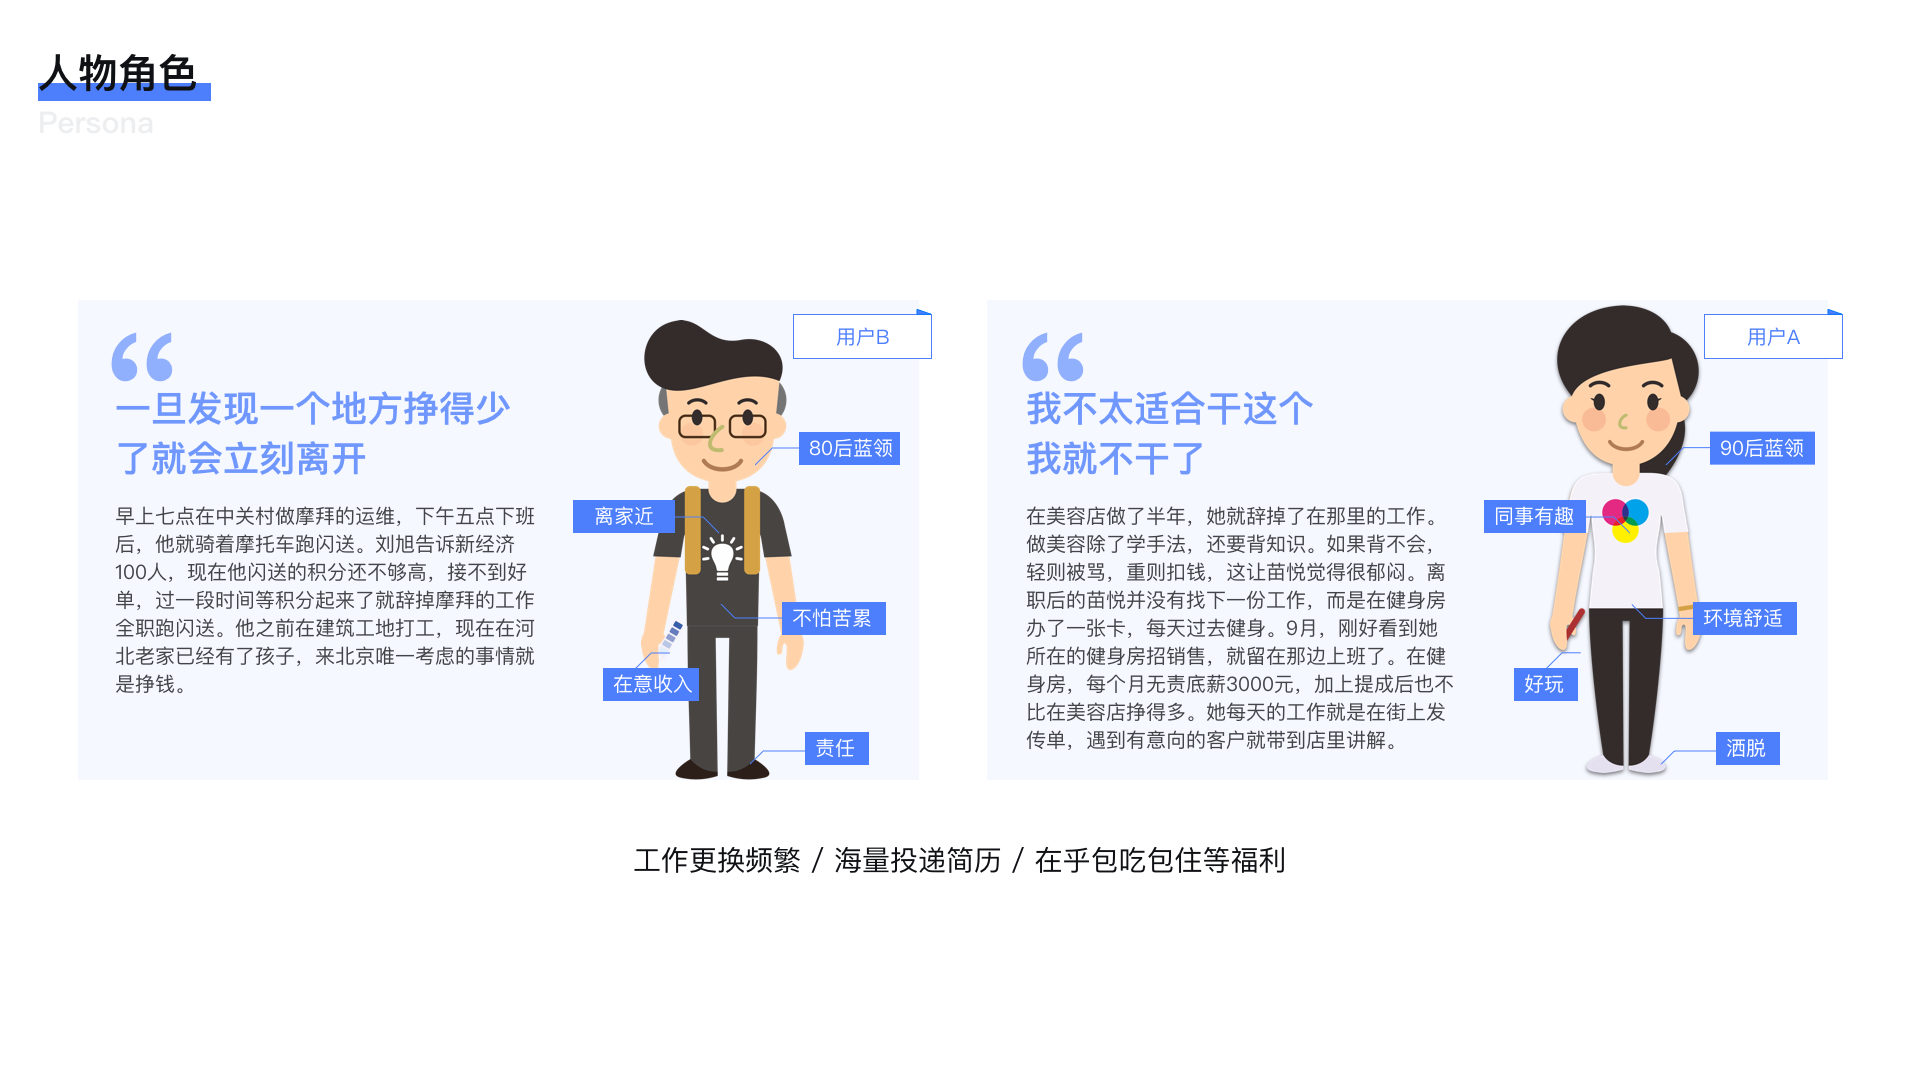 人物角色
Persona
用户B
一旦发现一个地方挣得少
了就会立刻离开
早上七点在中关村做摩拜的运维，下午五点下班
后，他就骑着摩托车跑闪送。刘旭告诉新经济
100人，现在他闪送的积分还不够高，接不到好
单，过一段时间等积分起来了就辞掉摩拜的工作
全职跑闪送。他之前在建筑工地打工，现在在河
北老家已经有了孩子，来北京唯一考虑的事情就
是挣钱。
80后蓝领
离家近
不怕苦累
在意收入
责任
用户A
我不太适合干这个
我就不干了
在美容店做了半年，她就辞掉了在那里的工作。
做美容除了学手法，还要背知识。如果背不会，
轻则被骂，重则扣钱，这让苗悦觉得很郁闷。离
职后的苗悦并没有找下一份工作，而是在健身房
办了一张卡，每天过去健身。9月，刚好看到她
所在的健身房招销售，就留在那边上班了。在健
身房，每个月无责底薪3000元，加上提成后也不
比在美容店挣得多。她每天的工作就是在街上发
传单，遇到有意向的客户就带到店里讲解。
90后蓝领
同事有趣
环境舒适
好玩
洒脱
工作更换频繁 / 海量投递简历 / 在乎包吃包住等福利